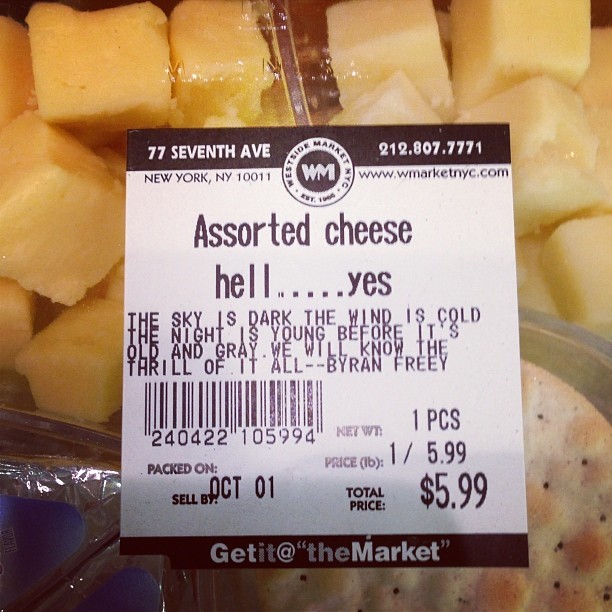 77 SEVENTH AVE
212.807.7771
WESTSIDE MARKET NYC
WM
EST. 1965
NEW YORK, NY 10011
www.wmarketnyc.com
Assorted cheese
hell......yes
THE SKY IS DARK THE WIND IS COLD
THE NIGHT IS YOUNG BEFORE IT'S
OLD AND GRAY WE WILL KNOW THE
THRILL OF IT ALL--BYRAN FREEY
240422 105994
NET WT: 1 PCS
PRICE (lb): 1/ 5.99
PACKED ON:
SELL BY: OCT 01
TOTAL PRICE: $5.99
Getit@"theMarket"